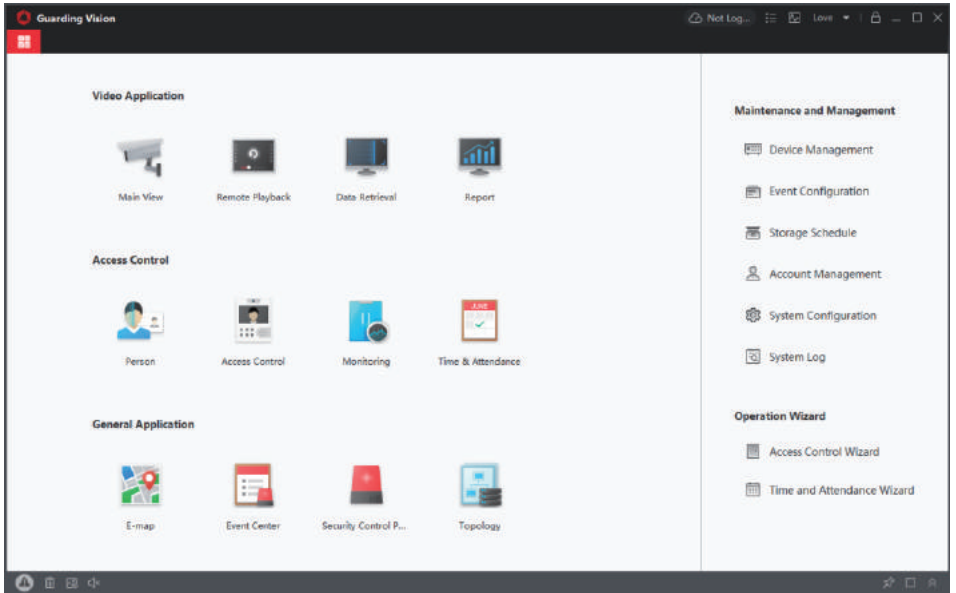 Guarding Vision
Not Log...
Love
Video Application
Main View
Remote Playback
Data Retrieval
Report
Access Control
Person
Access Control
Monitoring
JUNE
Time & Attendance
General Application
E-map
Event Center
Security Control P...
Topology
Maintenance and Management
Device Management
Event Configuration
Storage Schedule
Account Management
System Configuration
System Log
Operation Wizard
Access Control Wizard
Time and Attendance Wizard